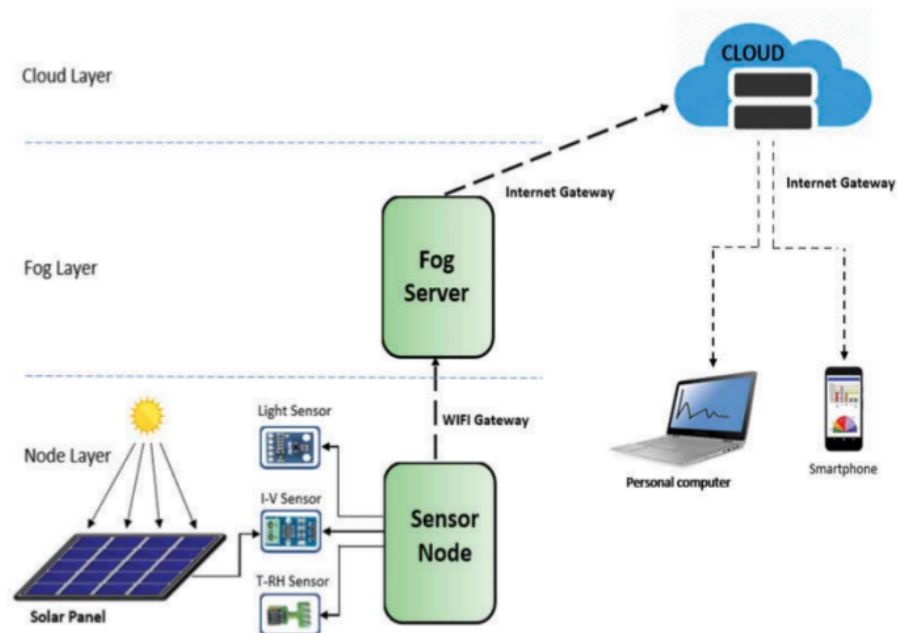 CLOUD
Cloud Layer
Internet Gateway
Internet Gateway
Fog Layer
Fog
Server
Light Sensor
WIFI Gateway
Node Layer
I-V Sensor
Sensor
Node
T-RH Sensor
Solar Panel
Personal computer
Smartphone